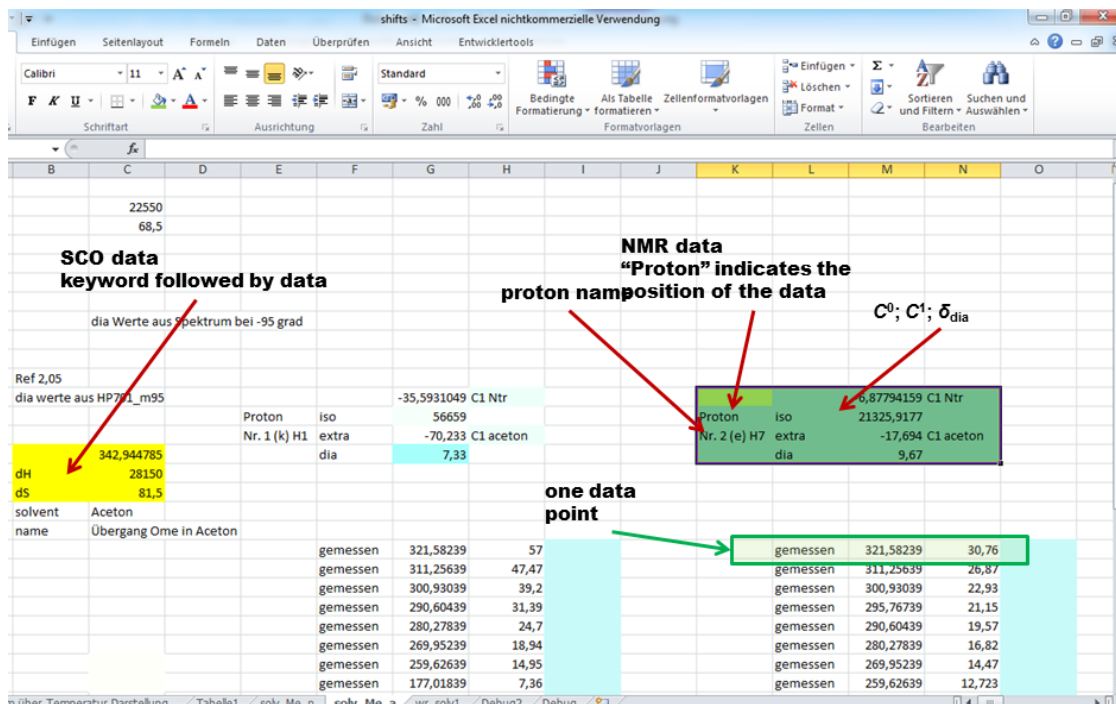 shifts - Microsoft Excel nichtkommerzielle Verwendung
Einfügen Seitenlayout Formeln Daten Überprüfen Ansicht Entwicklertools
Calibri 11 A A Standard
F K U % 000
Bedingte Formatierung Als Tabelle formatieren Zellenformatvorlagen
Einfügen
Löschen
Format
Sortieren und Filtern Suchen und Auswählen
Schriftart Ausrichtung Zahl Formatvorlagen Zellen Bearbeiten
fx
B C D E F G H I J K L M N O
22550
68,5
SCO data
keyword followed by data
NMR data
“Proton” indicates the
position of the data
proton name
C⁰; C¹; δdia
dia Werte aus Spektrum bei -95 grad
Ref 2,05
dia werte aus HP791_m95 -35,5931049 C1 Ntr 6,87794159 C1 Ntr
Proton iso 56659 Proton iso 21325,9177
Nr. 1 (k) H1 extra -70,233 C1 aceton Nr. 2 (e) H7 extra -17,694 C1 aceton
342,944785 dia 7,33 dia 9,67
dH 28150
dS 81,5
solvent Aceton
name Übergang Ome in Aceton
one data
point
gemessen 321,58239 57 gemessen 321,58239 30,76
gemessen 311,25639 47,47 gemessen 311,25639 26,87
gemessen 300,93039 39,2 gemessen 300,93039 22,93
gemessen 290,60439 31,39 gemessen 295,76739 21,15
gemessen 280,27839 24,7 gemessen 290,60439 19,57
gemessen 269,95239 18,94 gemessen 280,27839 16,82
gemessen 259,62639 14,95 gemessen 269,95239 14,47
gemessen 177,01839 7,36 gemessen 259,62639 12,723
über Temperatur Darstellung Tabelle1 solv_Me_n solv_Me_a wr_solv1 Debug2 Debug